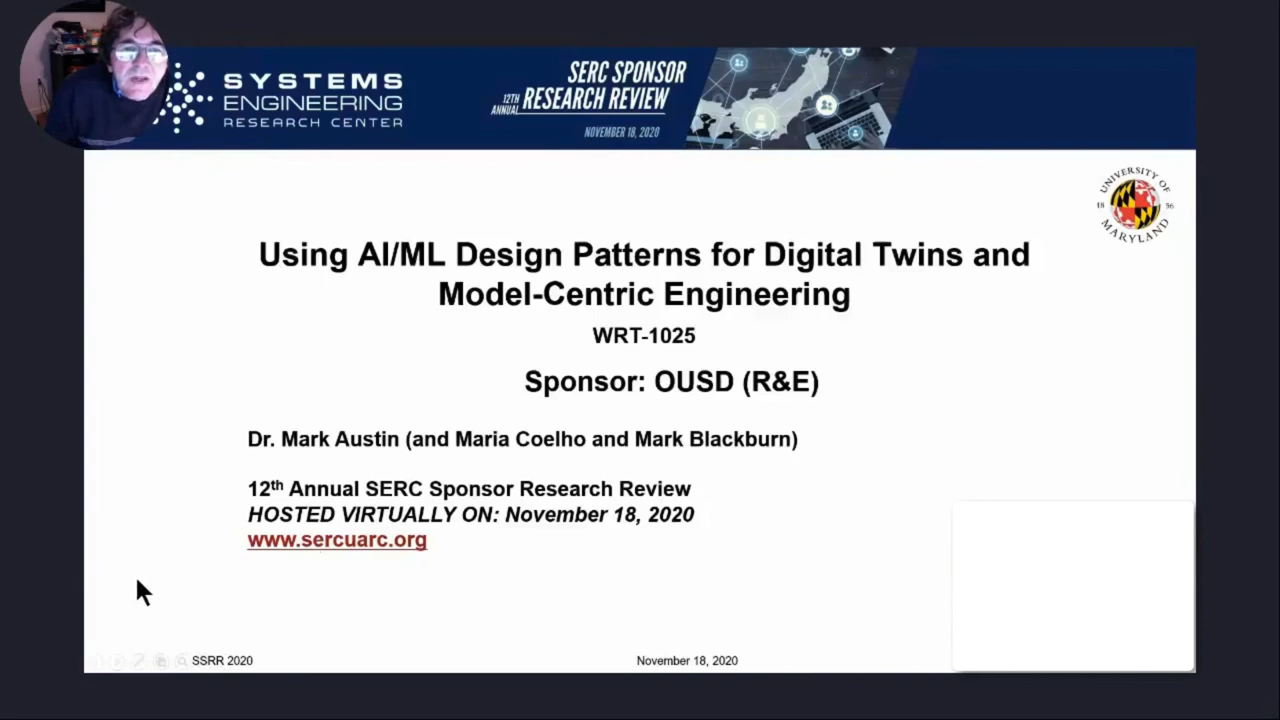 SYSTEMS
ENGINEERING
RESEARCH CENTER
SERC SPONSOR
12TH ANNUAL RESEARCH REVIEW
NOVEMBER 18, 2020
UNIVERSITY OF
18 56
MARYLAND
Using AI/ML Design Patterns for Digital Twins and
Model-Centric Engineering
WRT-1025
Sponsor: OUSD (R&E)
Dr. Mark Austin (and Maria Coelho and Mark Blackburn)
12th Annual SERC Sponsor Research Review
HOSTED VIRTUALLY ON: November 18, 2020
www.sercuarc.org
SSRR 2020
November 18, 2020